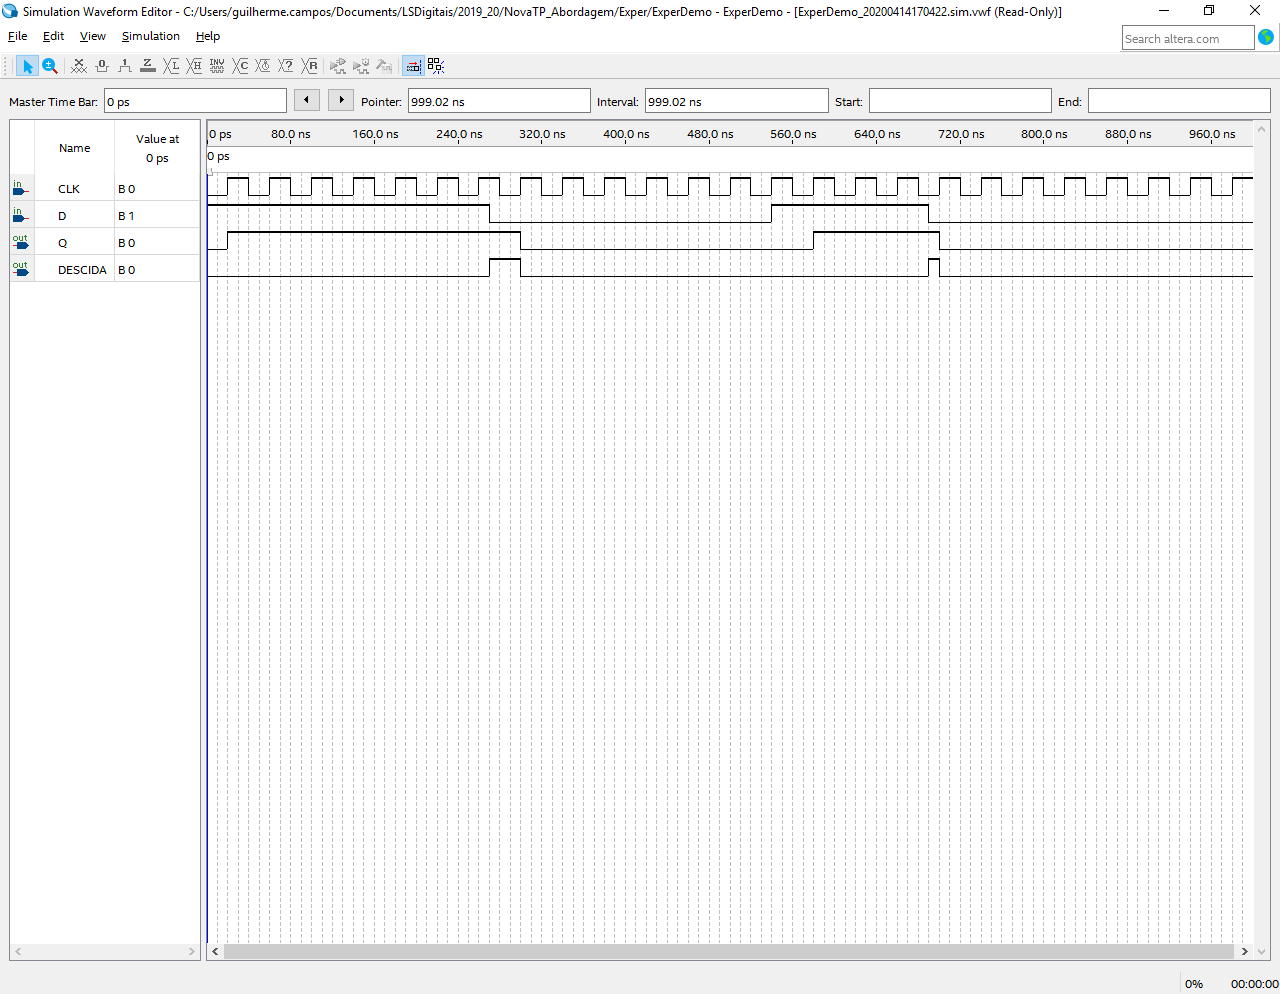 Simulation Waveform Editor - C:/Users/guilherme.campos/Documents/LSDigitais/2019_20/NovaTP_Abordagem/Exper/ExperDemo - ExperDemo - [ExperDemo_20200414170422.sim.vwf (Read-Only)]
File Edit View Simulation Help
Search altera.com
Master Time Bar: 0 ps Pointer: 999.02 ns Interval: 999.02 ns Start: End:
Name Value at 0 ps
0 ps 80.0 ns 160.0 ns 240.0 ns 320.0 ns 400.0 ns 480.0 ns 560.0 ns 640.0 ns 720.0 ns 800.0 ns 880.0 ns 960.0 ns
0 ps
in CLK B 0
in D B 1
out Q B 0
out DESCIDA B 0
0% 00:00:00